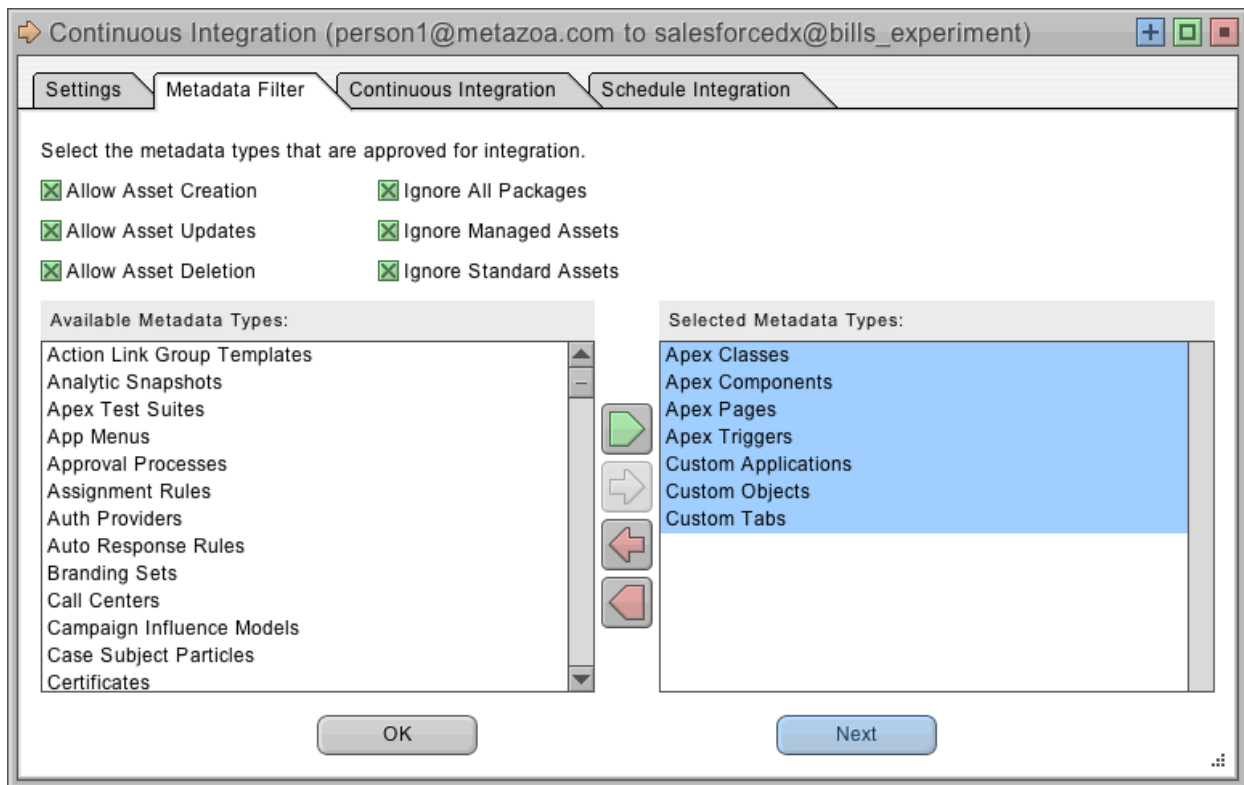 Continuous Integration (person1@metazoa.com to salesforcedx@bills_experiment)
Settings
Metadata Filter
Continuous Integration
Schedule Integration
Select the metadata types that are approved for integration.
Allow Asset Creation
Ignore All Packages
Allow Asset Updates
Ignore Managed Assets
Allow Asset Deletion
Ignore Standard Assets
Available Metadata Types:
Action Link Group Templates
Analytic Snapshots
Apex Test Suites
App Menus
Approval Processes
Assignment Rules
Auth Providers
Auto Response Rules
Branding Sets
Call Centers
Campaign Influence Models
Case Subject Particles
Certificates
Selected Metadata Types:
Apex Classes
Apex Components
Apex Pages
Apex Triggers
Custom Applications
Custom Objects
Custom Tabs
OK
Next